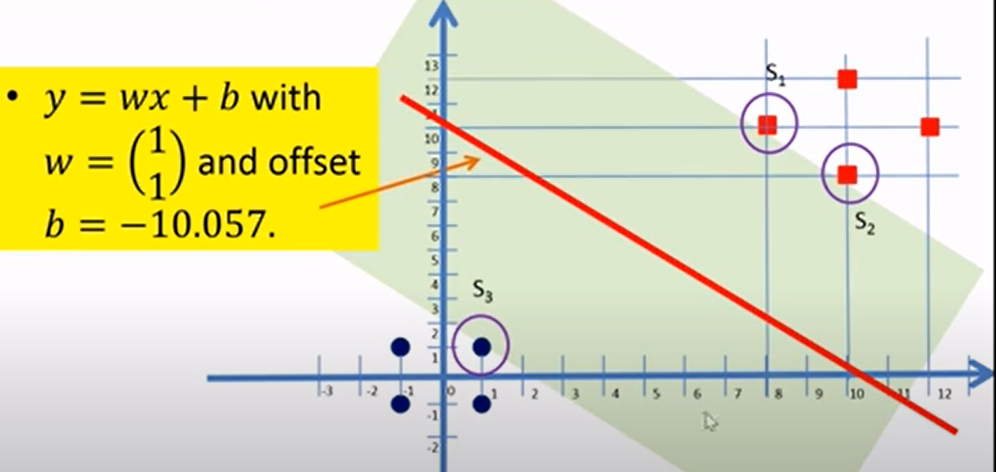 • y = wx + b with
w = (1 1) and offset
b = −10.057.
S₁
S₂
S₃
13
12
10
9
8
7
6
5
4
3
2
1
-1
-2
-3 -2 -1 0 1 2 3 4 5 6 7 8 9 10 11 12